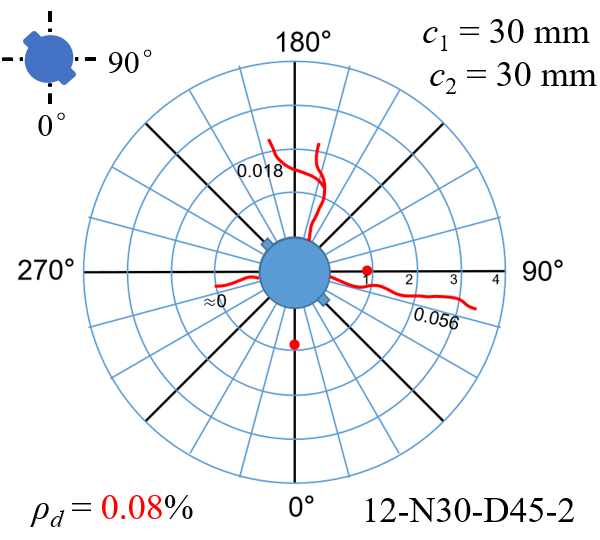 180°
c1 = 30 mm
c2 = 30 mm
90°
0°
0.018
270°
1 2 3 4
90°
≈0
0.056
ρd = 0.08%
0°
12-N30-D45-2